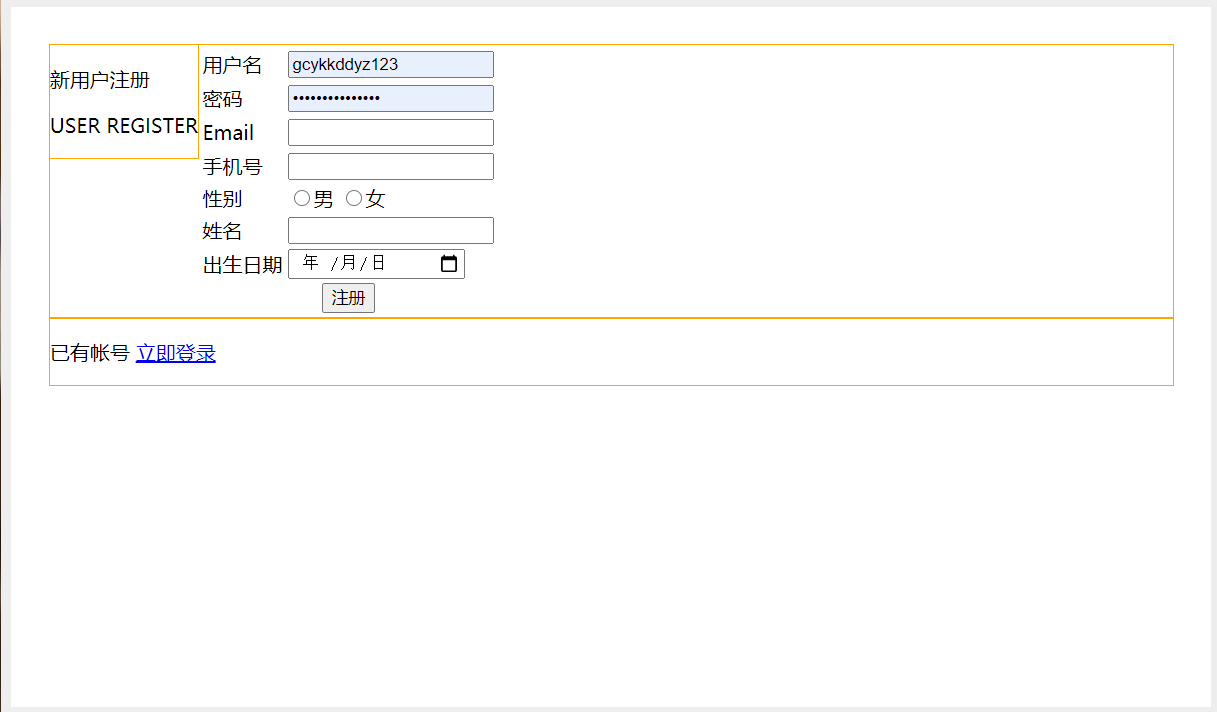 新用户注册
USER REGISTER
用户名 gcykkddyz123
密码 •••••••••••••••
Email
手机号
性别 男 女
姓名
出生日期 年 /月/日
注册
已有帐号 立即登录